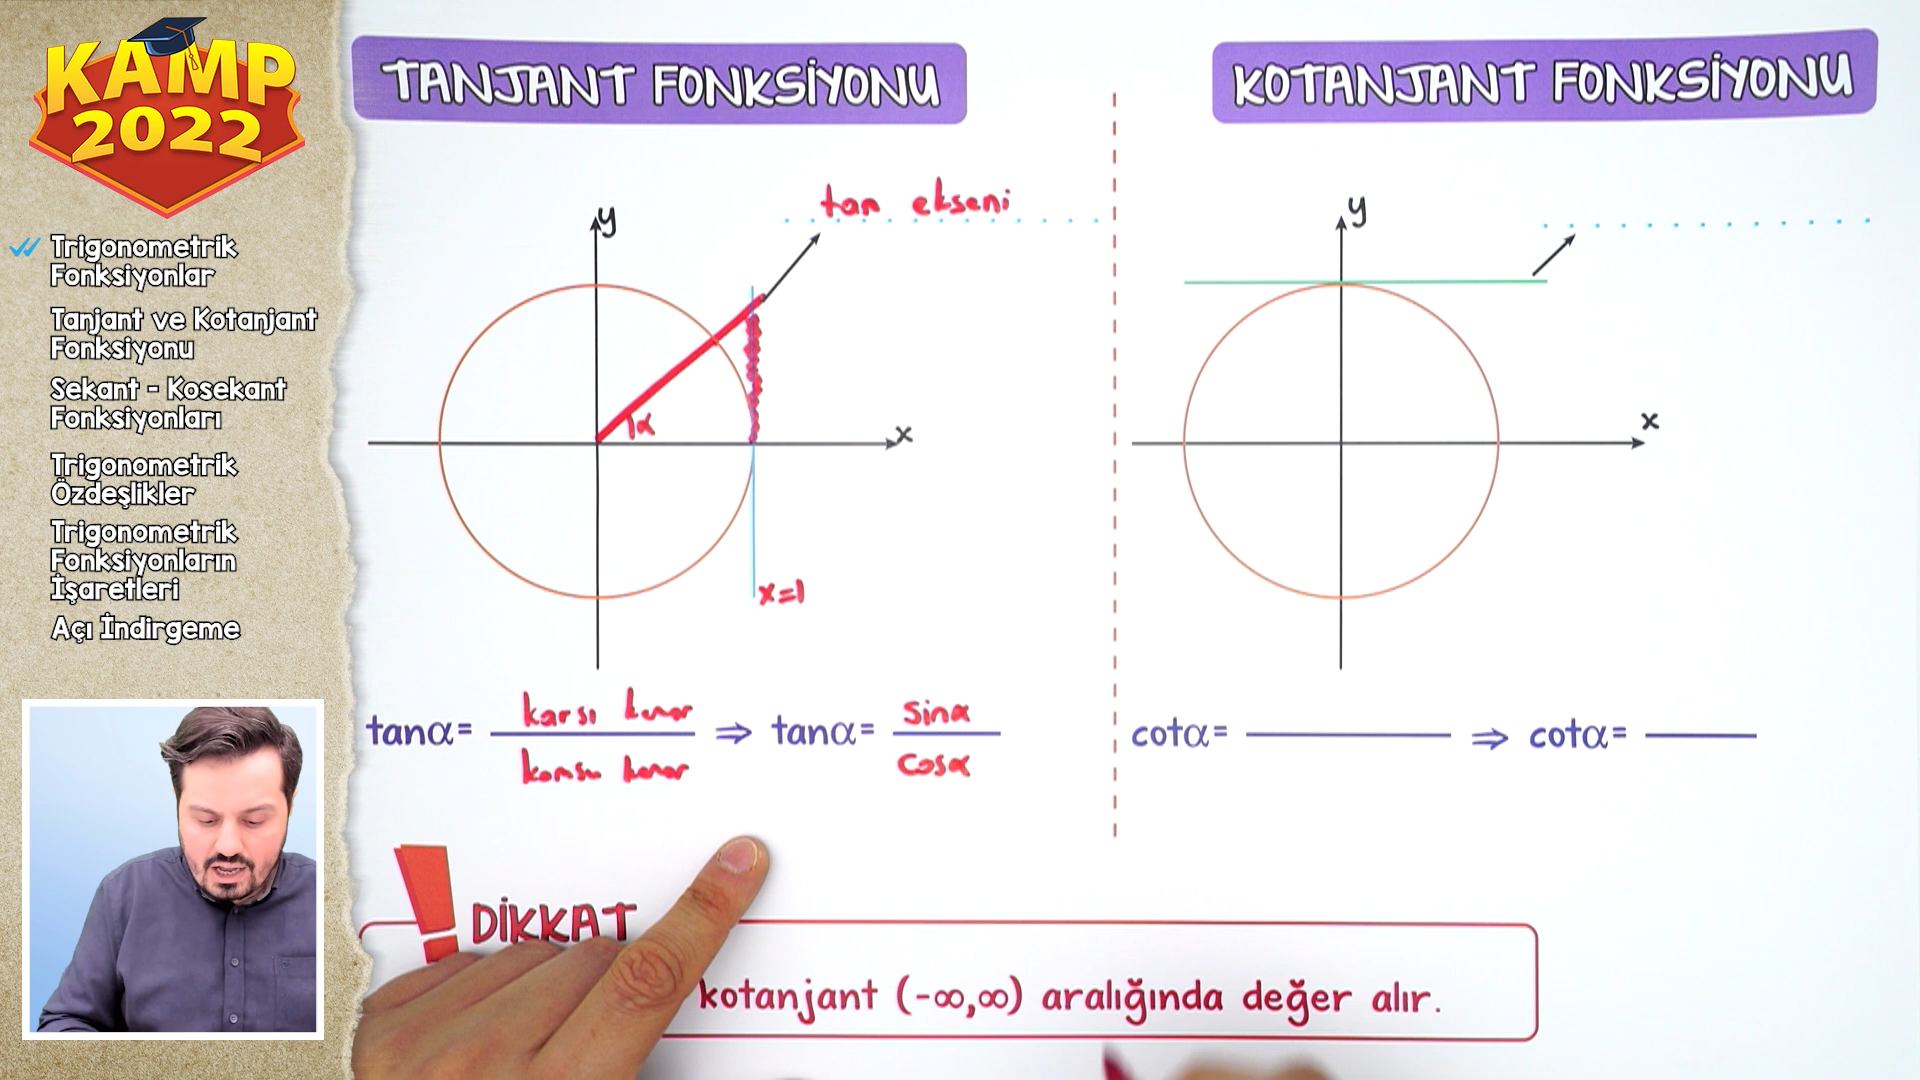 KAMP
2022
Trigonometrik
Fonksiyonlar
Tanjant ve Kotanjant
Fonksiyonu
Sekant - Kosekant
Fonksiyonları
Trigonometrik
Özdeşlikler
Trigonometrik
Fonksiyonların
İşaretleri
Açı İndirgeme
TANJANT FONKSİYONU
tan ekseni
y
α
x
x=1
tanα= karşı kenar / komşu kenar ⇒ tanα= sinα / cosα
KOTANJANT FONKSİYONU
y
x
cotα= ⇒ cotα=
DİKKAT
kotanjant (-∞,∞) aralığında değer alır.